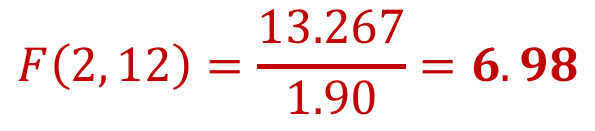 F(2, 12) = 13.267 / 1.90 = 6.98